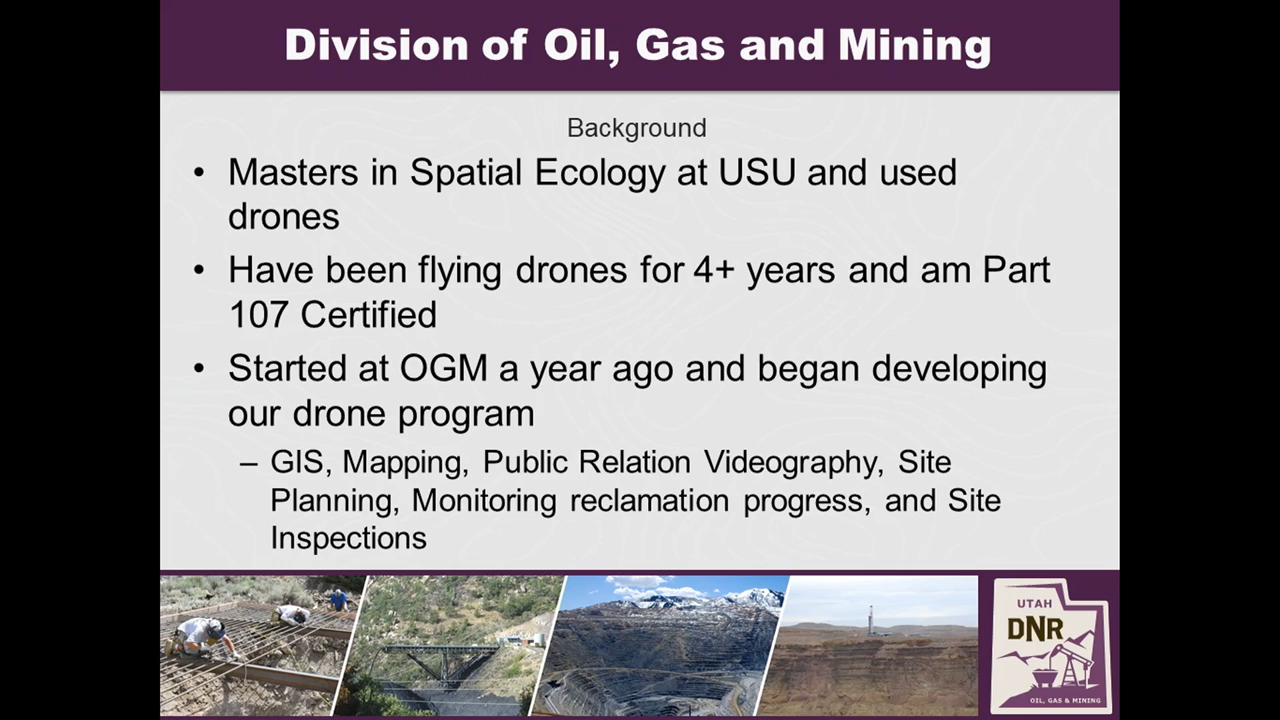 Division of Oil, Gas and Mining
Background
• Masters in Spatial Ecology at USU and used
drones
• Have been flying drones for 4+ years and am Part
107 Certified
• Started at OGM a year ago and began developing
our drone program
– GIS, Mapping, Public Relation Videography, Site
Planning, Monitoring reclamation progress, and Site
Inspections
UTAH
DNR
OIL, GAS & MINING